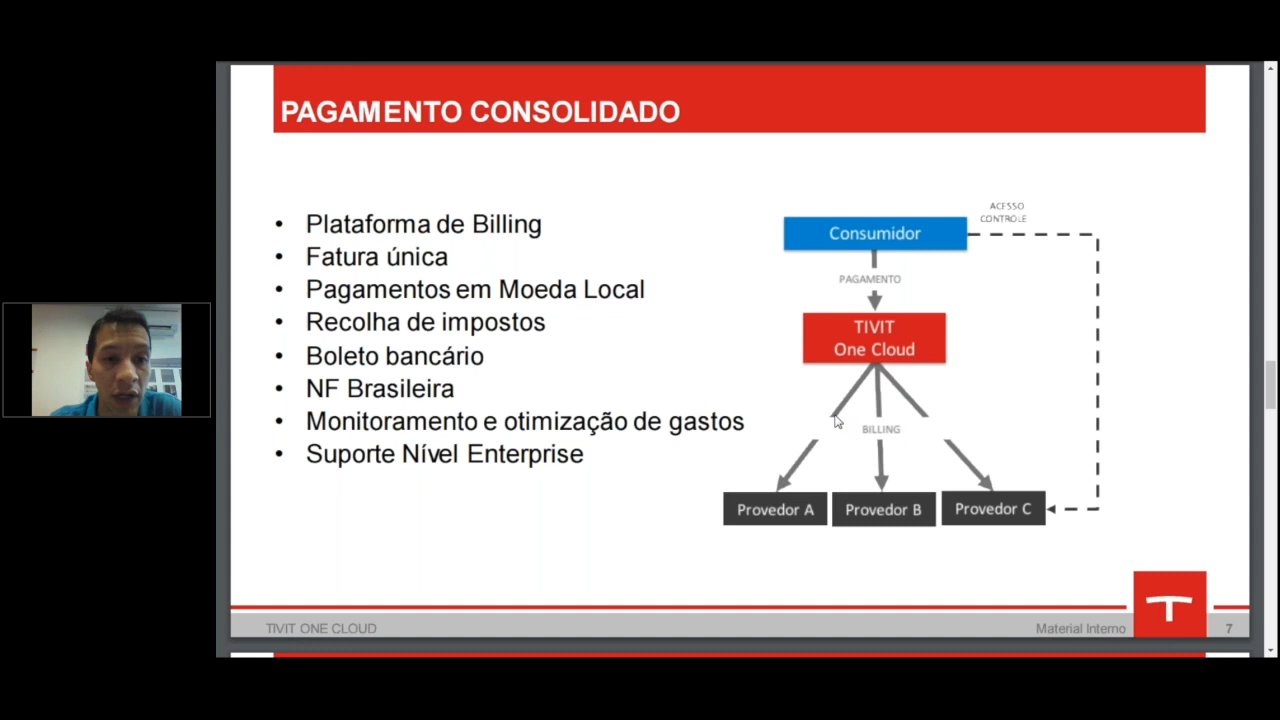 PAGAMENTO CONSOLIDADO
• Plataforma de Billing
• Fatura única
• Pagamentos em Moeda Local
• Recolha de impostos
• Boleto bancário
• NF Brasileira
• Monitoramento e otimização de gastos
• Suporte Nível Enterprise
ACESSO
CONTROLE
Consumidor
PAGAMENTO
TIVIT
One Cloud
BILLING
Provedor A
Provedor B
Provedor C
TIVIT ONE CLOUD
Material Interno
7